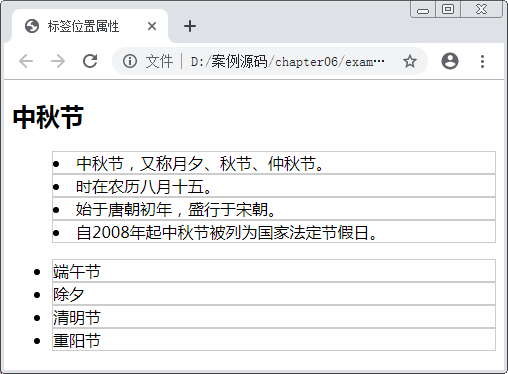 标签位置属性
文件 | D:/案例源码/chapter06/exam…
中秋节
中秋节，又称月夕、秋节、仲秋节。
时在农历八月十五。
始于唐朝初年，盛行于宋朝。
自2008年起中秋节被列为国家法定节假日。
端午节
除夕
清明节
重阳节